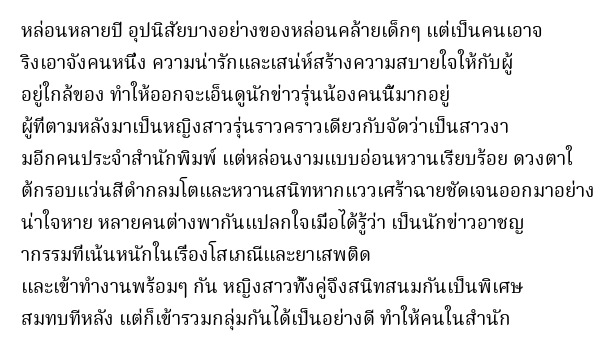 หล่อนหลายปี อุปนิสัยบางอย่างของหล่อนคล้ายเด็กๆ แต่เป็นคนเอาจ
ริงเอาจังคนหนึ่ง ความน่ารักและเสน่ห์สร้างความสบายใจให้กับผู้
อยู่ใกล้ของ ทำให้ออกจะเอ็นดูนักข่าวรุ่นน้องคนนี้มากอยู่
ผู้ที่ตามหลังมาเป็นหญิงสาวรุ่นราวคราวเดียวกับจัดว่าเป็นสาวงา
มอีกคนประจำสำนักพิมพ์ แต่หล่อนงามแบบอ่อนหวานเรียบร้อย ดวงตาใ
ต้กรอบแว่นสีดำกลมโตและหวานสนิทหากแววเศร้าฉายชัดเจนออกมาอย่าง
น่าใจหาย หลายคนต่างพากันแปลกใจเมื่อได้รู้ว่า เป็นนักข่าวอาชญ
ากรรมที่เน้นหนักในเรื่องโสเภณีและยาเสพติด
และเข้าทำงานพร้อมๆ กัน หญิงสาวทั้งคู่จึงสนิทสนมกันเป็นพิเศษ
สมทบทีหลัง แต่ก็เข้ารวมกลุ่มกันได้เป็นอย่างดี ทำให้คนในสำนัก